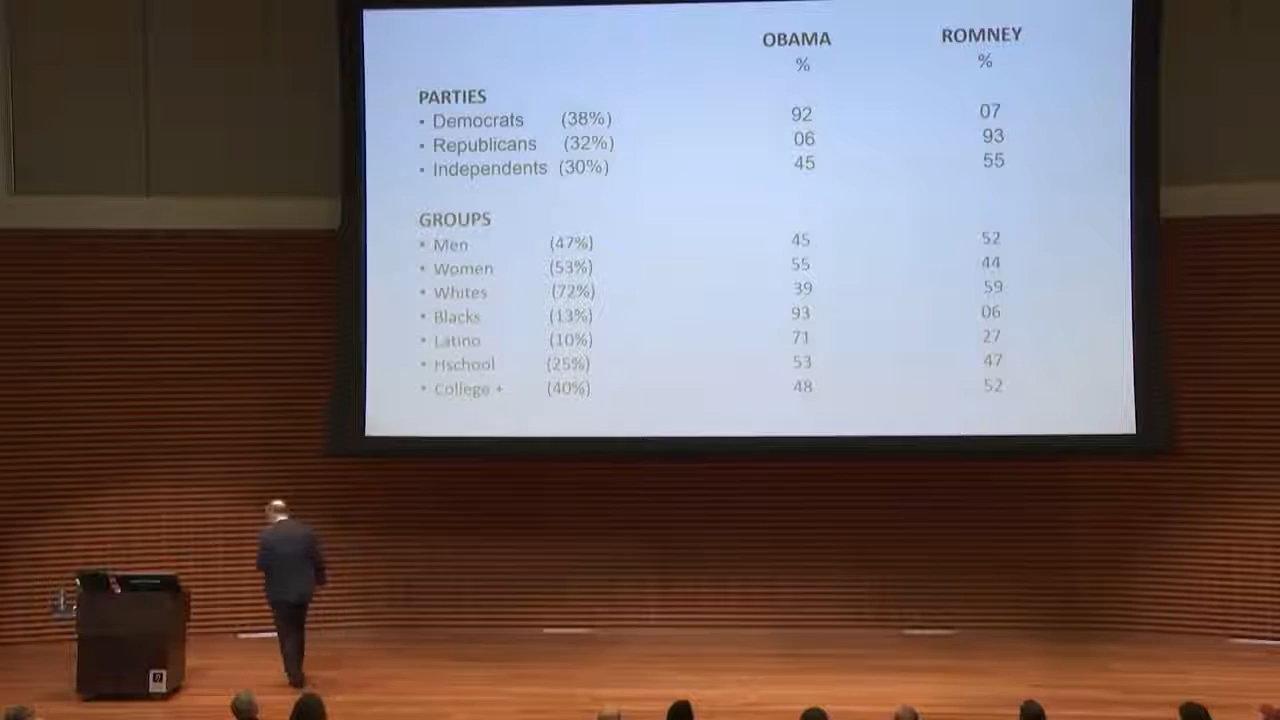 OBAMA ROMNEY
% %
PARTIES
• Democrats (38%) 92 07
• Republicans (32%) 06 93
• Independents (30%) 45 55
GROUPS
• Men (47%) 45 52
• Women (53%) 55 44
• Whites (72%) 39 59
• Blacks (13%) 93 06
• Latino (10%) 71 27
• Hschool (25%) 53 47
• College + (40%) 48 52